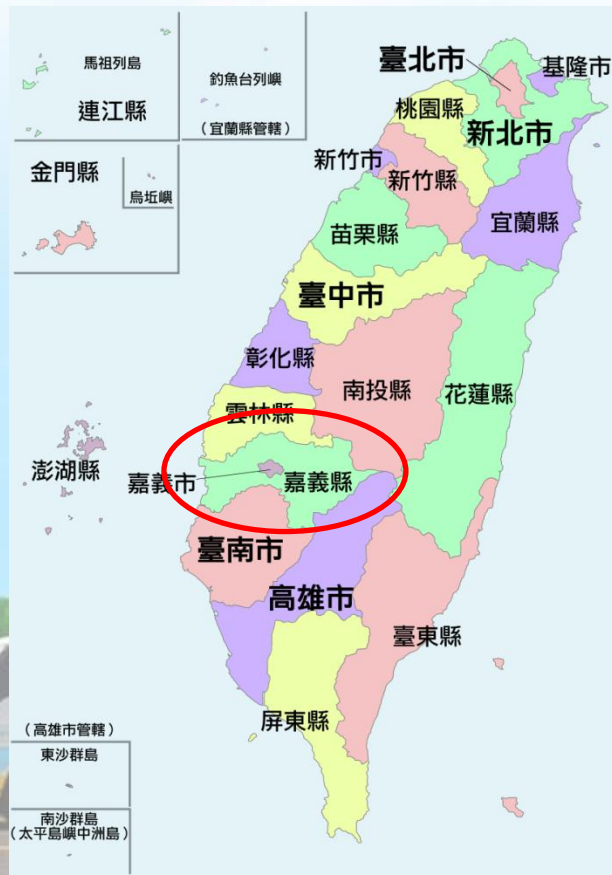 馬祖列島
連江縣
釣魚台列嶼
(宜蘭縣管轄)
金門縣
烏坵嶼
臺北市
基隆市
桃園縣
新北市
新竹市
新竹縣
宜蘭縣
苗栗縣
臺中市
彰化縣
南投縣
花蓮縣
雲林縣
澎湖縣
嘉義市
嘉義縣
臺南市
高雄市
臺東縣
屏東縣
(高雄市管轄)
東沙群島
南沙群島
(太平島嶼中洲島)